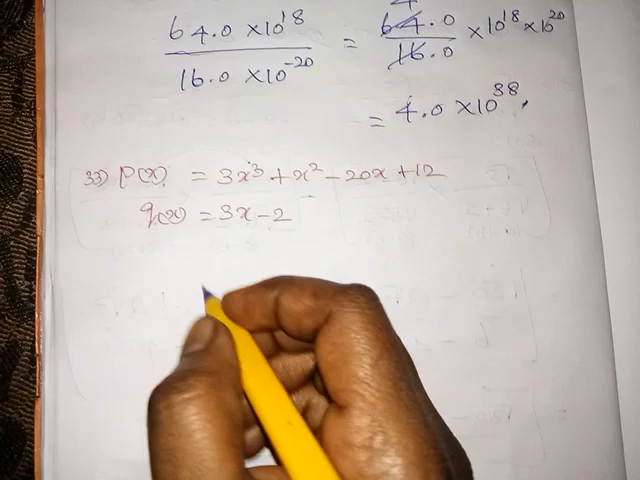 64.0 ×10^18 / 16.0 ×10^-20 = 64.0 / 16.0 ×10^18 × 10^20
4
= 4.0 ×10^38.
33) P(x) = 3x^3 + x^2 - 20x + 12
q(x) = 3x - 2